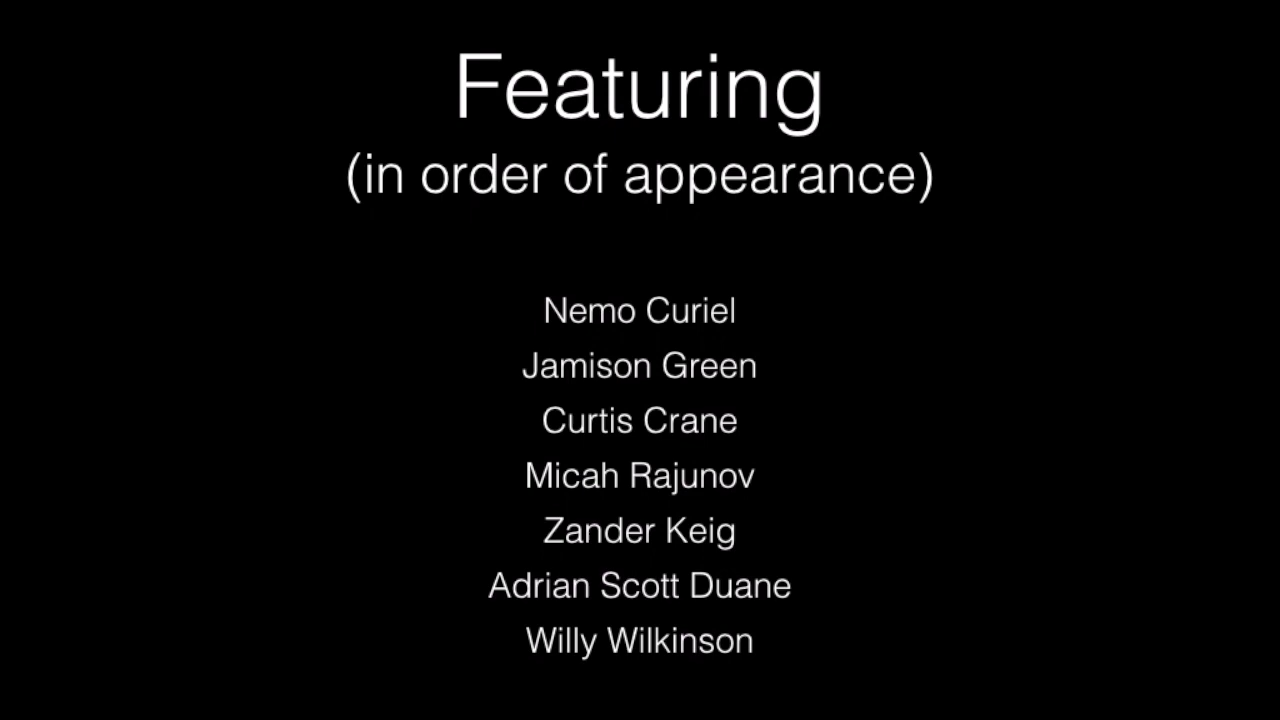 Featuring
(in order of appearance)
Nemo Curiel
Jamison Green
Curtis Crane
Micah Rajunov
Zander Keig
Adrian Scott Duane
Willy Wilkinson